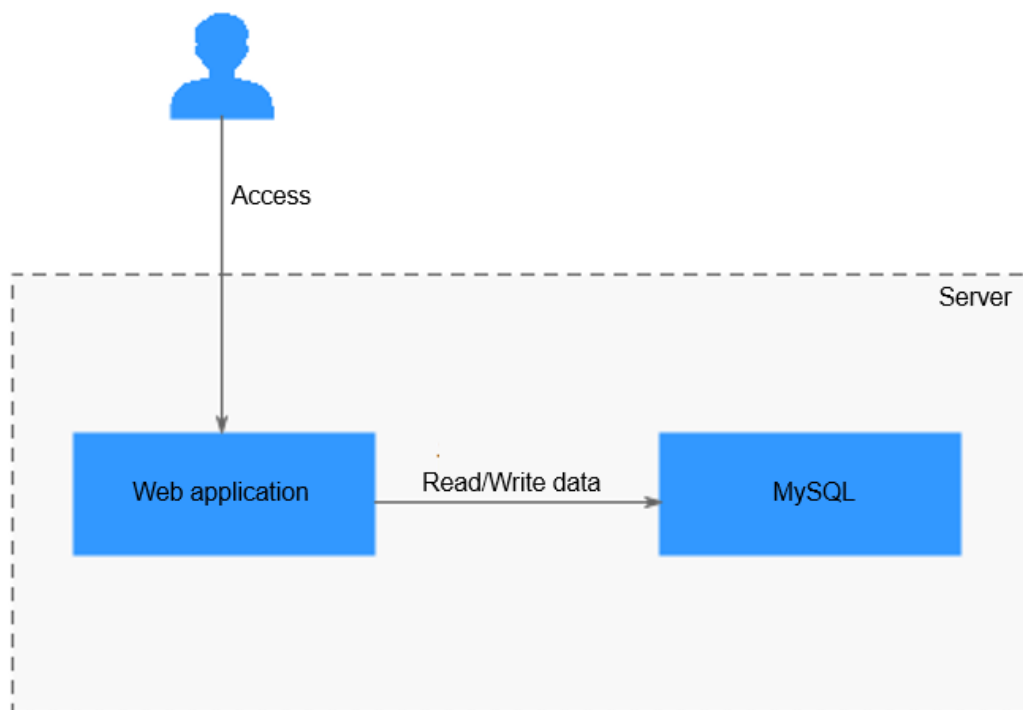 Access
Server
Web application
Read/Write data
MySQL